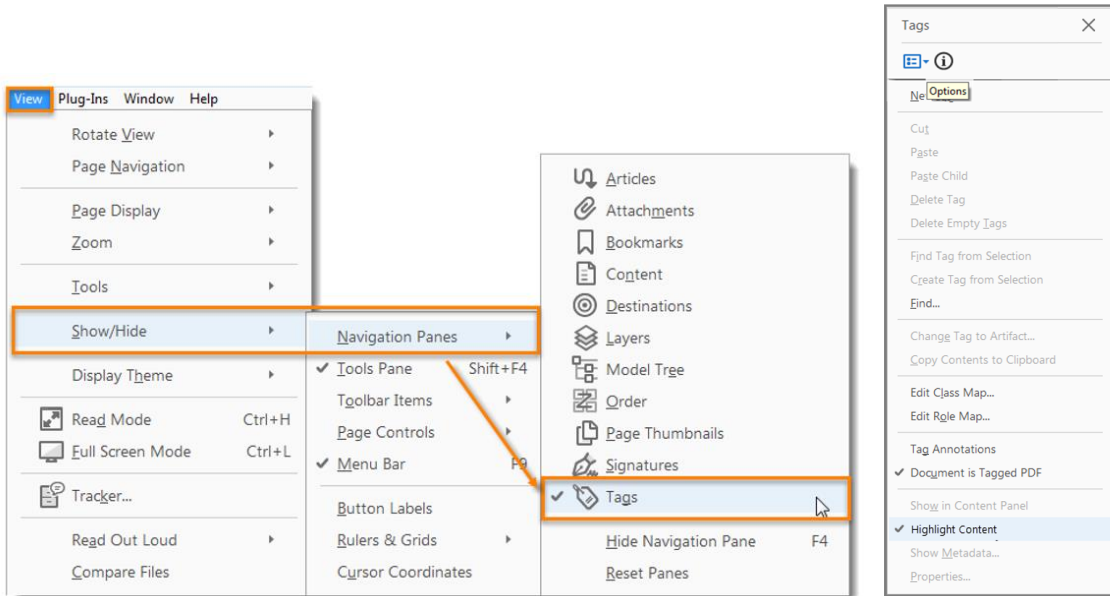 View Plug-Ins Window Help
Rotate View
Page Navigation
Page Display
Zoom
Tools
Show/Hide
Display Theme
Read Mode Ctrl+H
Full Screen Mode Ctrl+L
Tracker...
Read Out Loud
Compare Files
Navigation Panes
Tools Pane Shift+F4
Toolbar Items
Page Controls
Menu Bar F9
Button Labels
Rulers & Grids
Cursor Coordinates
Articles
Attachments
Bookmarks
Content
Destinations
Layers
Model Tree
Order
Page Thumbnails
Signatures
Tags
Hide Navigation Pane F4
Reset Panes
Tags
Options
Cut
Paste
Paste Child
Delete Tag
Delete Empty Tags
Find Tag from Selection
Create Tag from Selection
Find...
Change Tag to Artifact...
Copy Contents to Clipboard
Edit Class Map...
Edit Role Map...
Tag Annotations
Document is Tagged PDF
Show in Content Panel
Highlight Content
Show Metadata...
Properties...